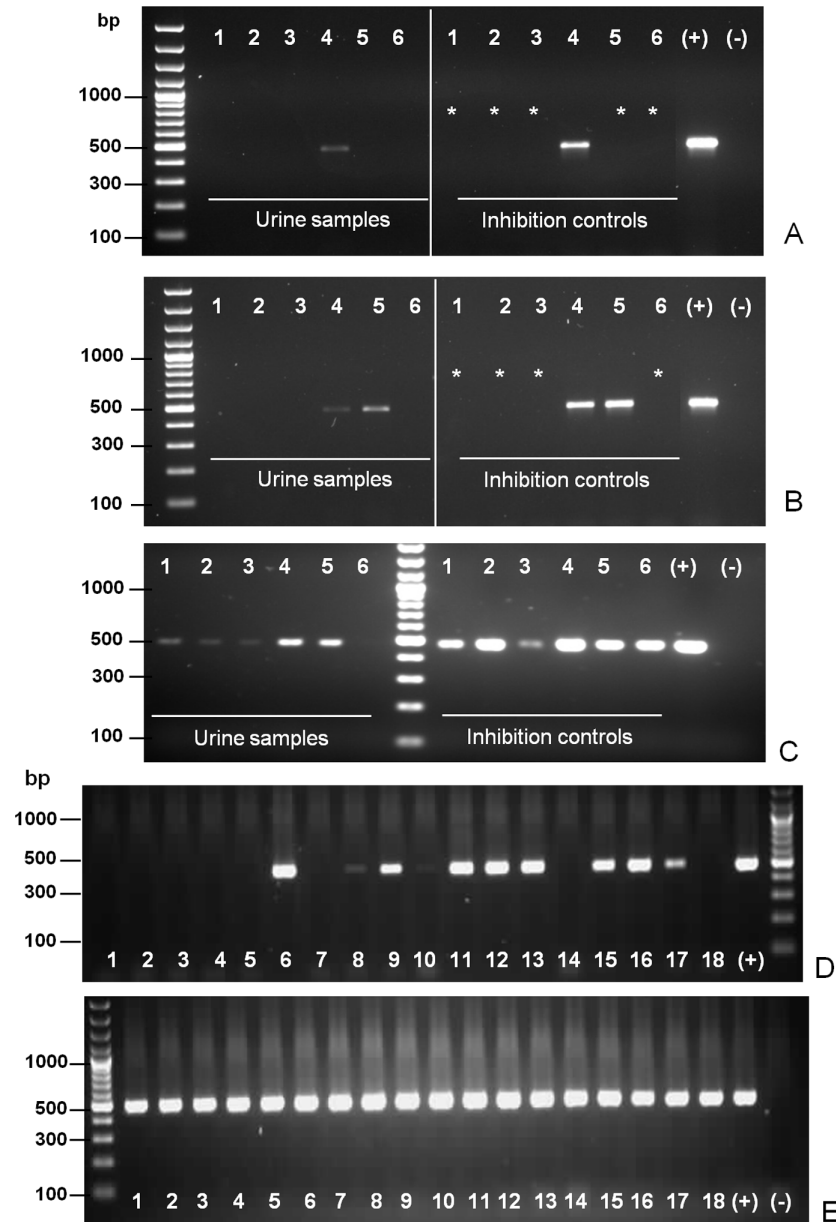 bp
1 2 3 4 5 6 1 2 3 4 5 6 (+) (-)
1000
* * * * *
500
300
Urine samples Inhibition controls
100
A
1 2 3 4 5 6 1 2 3 4 5 6 (+) (-)
1000
* * * *
500
300
Urine samples Inhibition controls
100
B
1 2 3 4 5 6 1 2 3 4 5 6 (+) (-)
1000
500
300
100
Urine samples Inhibition controls
C
bp
1000
500
300
100
1 2 3 4 5 6 7 8 9 10 11 12 13 14 15 16 17 18 (+)
D
1000
500
300
100
1 2 3 4 5 6 7 8 9 10 11 12 13 14 15 16 17 18 (+) (-)
E